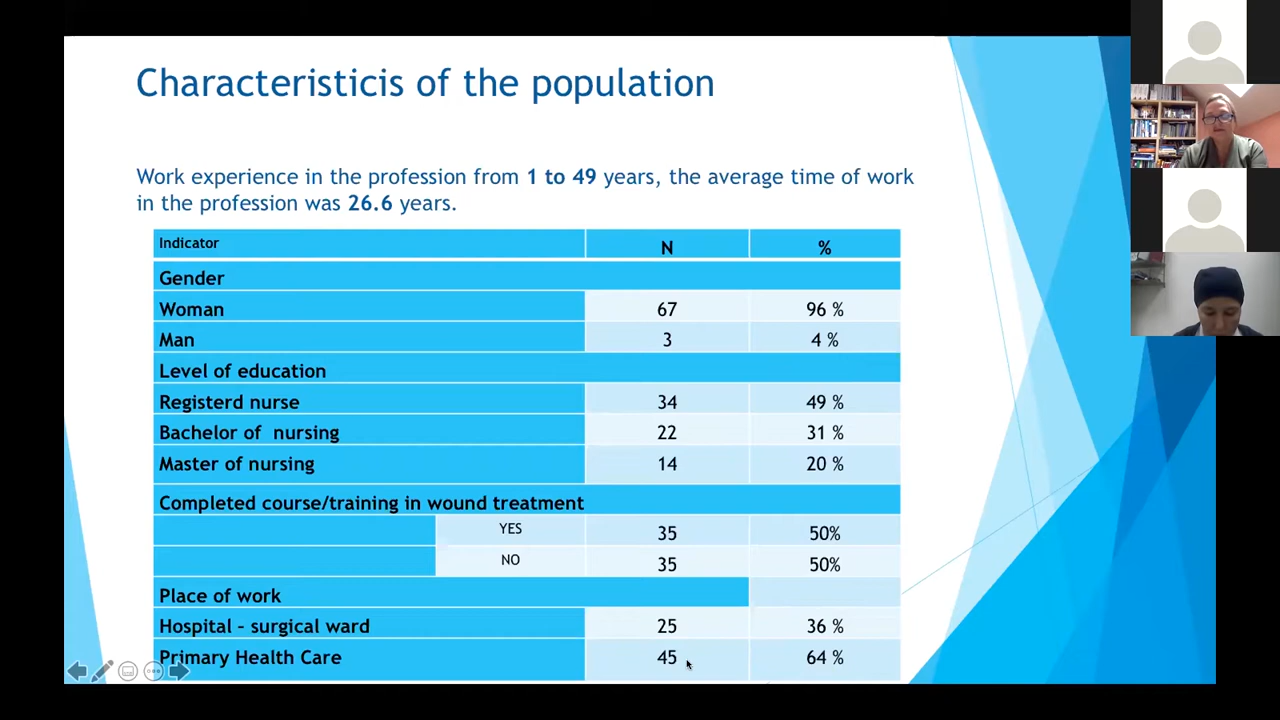 Characteristicis of the population
Work experience in the profession from 1 to 49 years, the average time of work
in the profession was 26.6 years.
Indicator N %
Gender
Woman 67 96 %
Man 3 4 %
Level of education
Registerd nurse 34 49 %
Bachelor of nursing 22 31 %
Master of nursing 14 20 %
Completed course/training in wound treatment
YES 35 50%
NO 35 50%
Place of work
Hospital – surgical ward 25 36 %
Primary Health Care 45 64 %